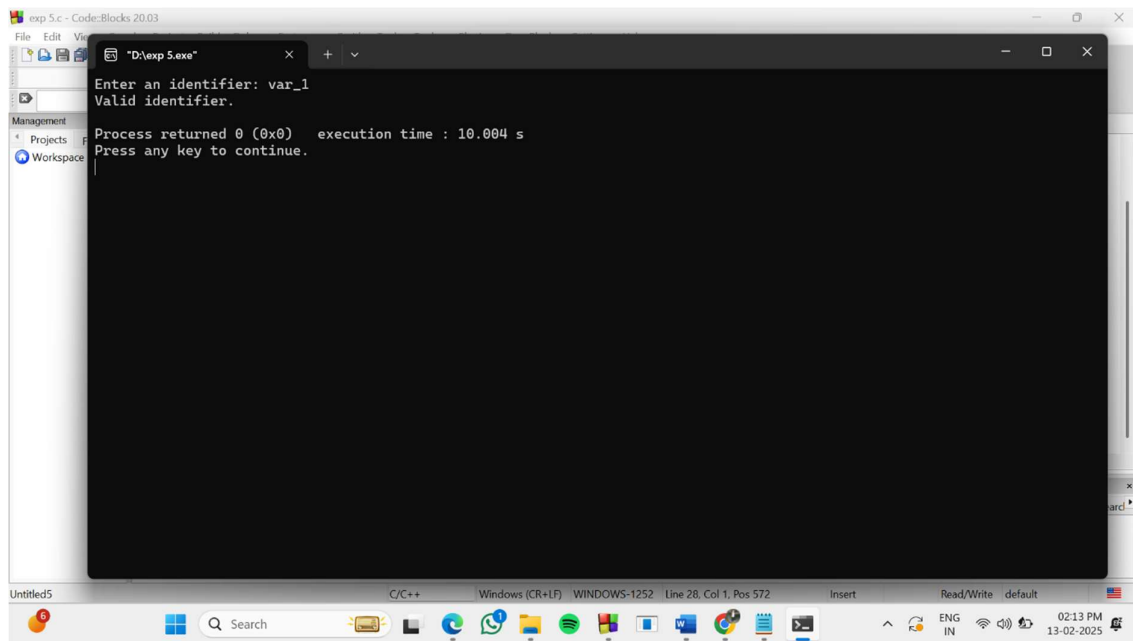 exp 5.c - Code::Blocks 20.03
File Edit
"D:\exp 5.exe"
Enter an identifier: var_1
Valid identifier.
Process returned 0 (0x0)   execution time : 10.004 s
Press any key to continue.
Management
Projects
Workspace
Untitled5
C/C++
Windows (CR+LF) WINDOWS-1252 Line 28, Col 1, Pos 572
Insert
Read/Write default
6
Search
1
ENG
IN
02:13 PM
13-02-2025